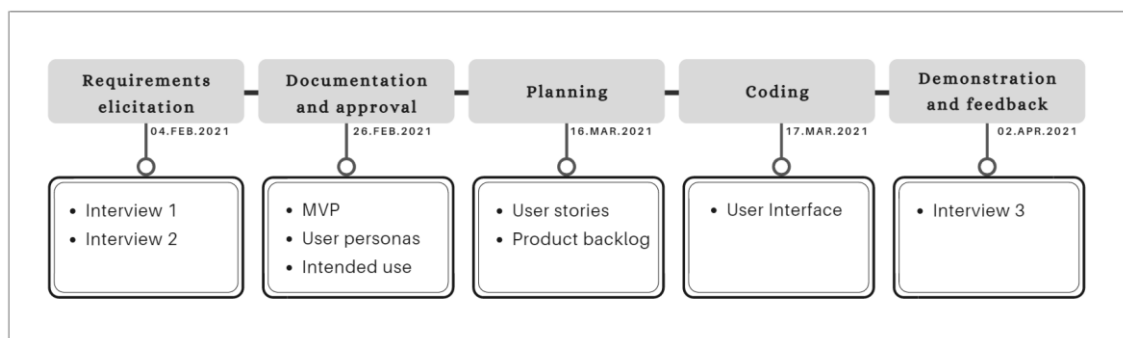 Requirements
elicitation
04.FEB.2021
• Interview 1
• Interview 2
Documentation
and approval
26.FEB.2021
• MVP
• User personas
• Intended use
Planning
16.MAR.2021
• User stories
• Product backlog
Coding
17.MAR.2021
• User Interface
Demonstration
and feedback
02.APR.2021
• Interview 3